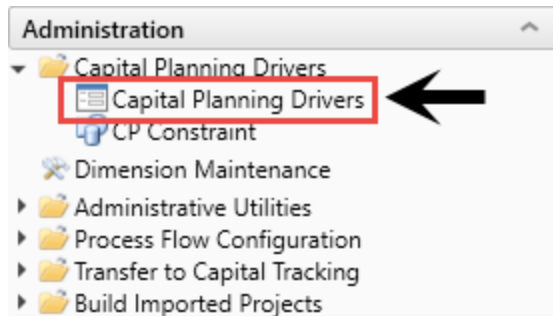 Administration
Capital Planning Drivers
Capital Planning Drivers
CP Constraint
Dimension Maintenance
Administrative Utilities
Process Flow Configuration
Transfer to Capital Tracking
Build Imported Projects